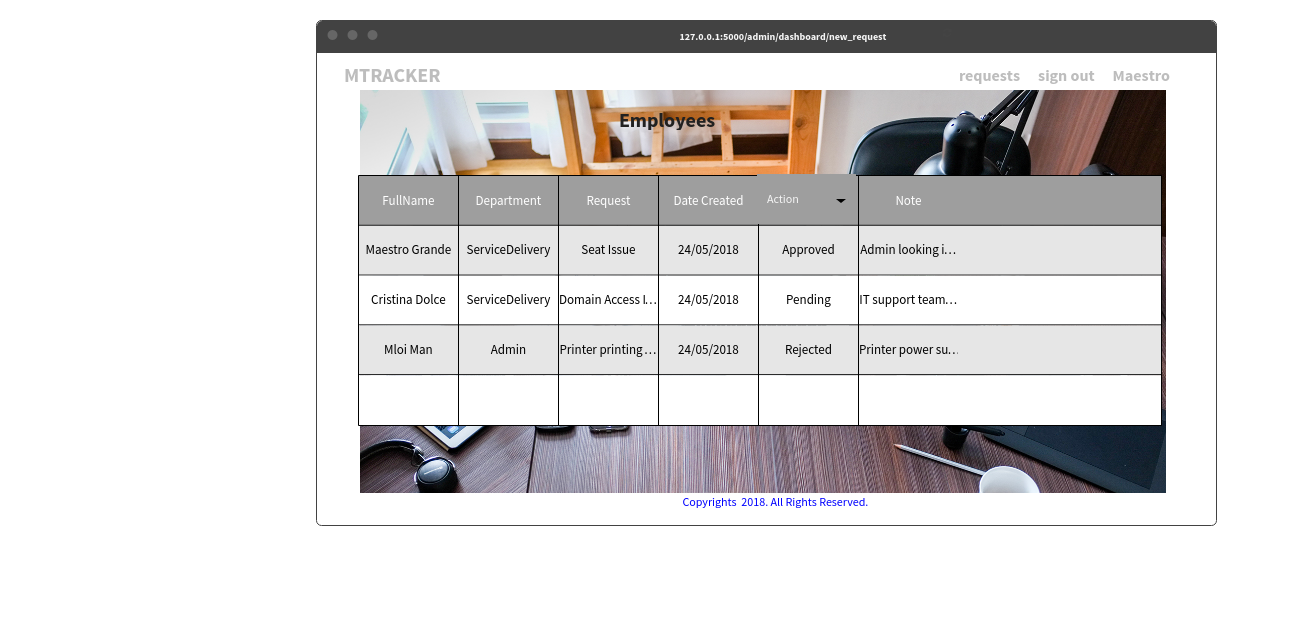 127.0.0.1:5000/admin/dashboard/new_request
MTRACKER requests sign out Maestro
Employees
FullName Department Request Date Created Action Note
Maestro Grande ServiceDelivery Seat Issue 24/05/2018 Approved Admin looking i…
Cristina Dolce ServiceDelivery Domain Access I… 24/05/2018 Pending IT support team…
Mloi Man Admin Printer printing… 24/05/2018 Rejected Printer power su…
Copyrights 2018. All Rights Reserved.